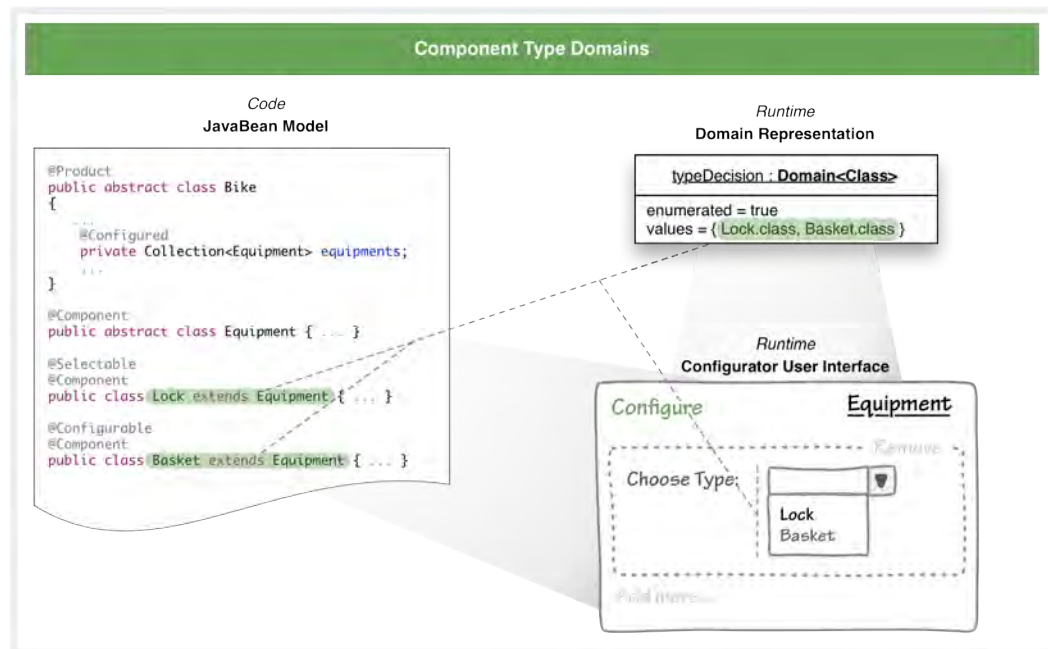 Component Type Domains
Code
JavaBean Model
@Product
public abstract class Bike
{
...
@Configured
private Collection<Equipment> equipments;
...
}
@Component
public abstract class Equipment { ... }
@Selectable
@Component
public class Lock extends Equipment { ... }
@Configurable
@Component
public class Basket extends Equipment { ... }
Runtime
Domain Representation
typeDecision : Domain<Class>
enumerated = true
values = { Lock.class, Basket.class }
Runtime
Configurator User Interface
Configure Equipment
Remove
Choose Type:
Lock
Basket
Add more...